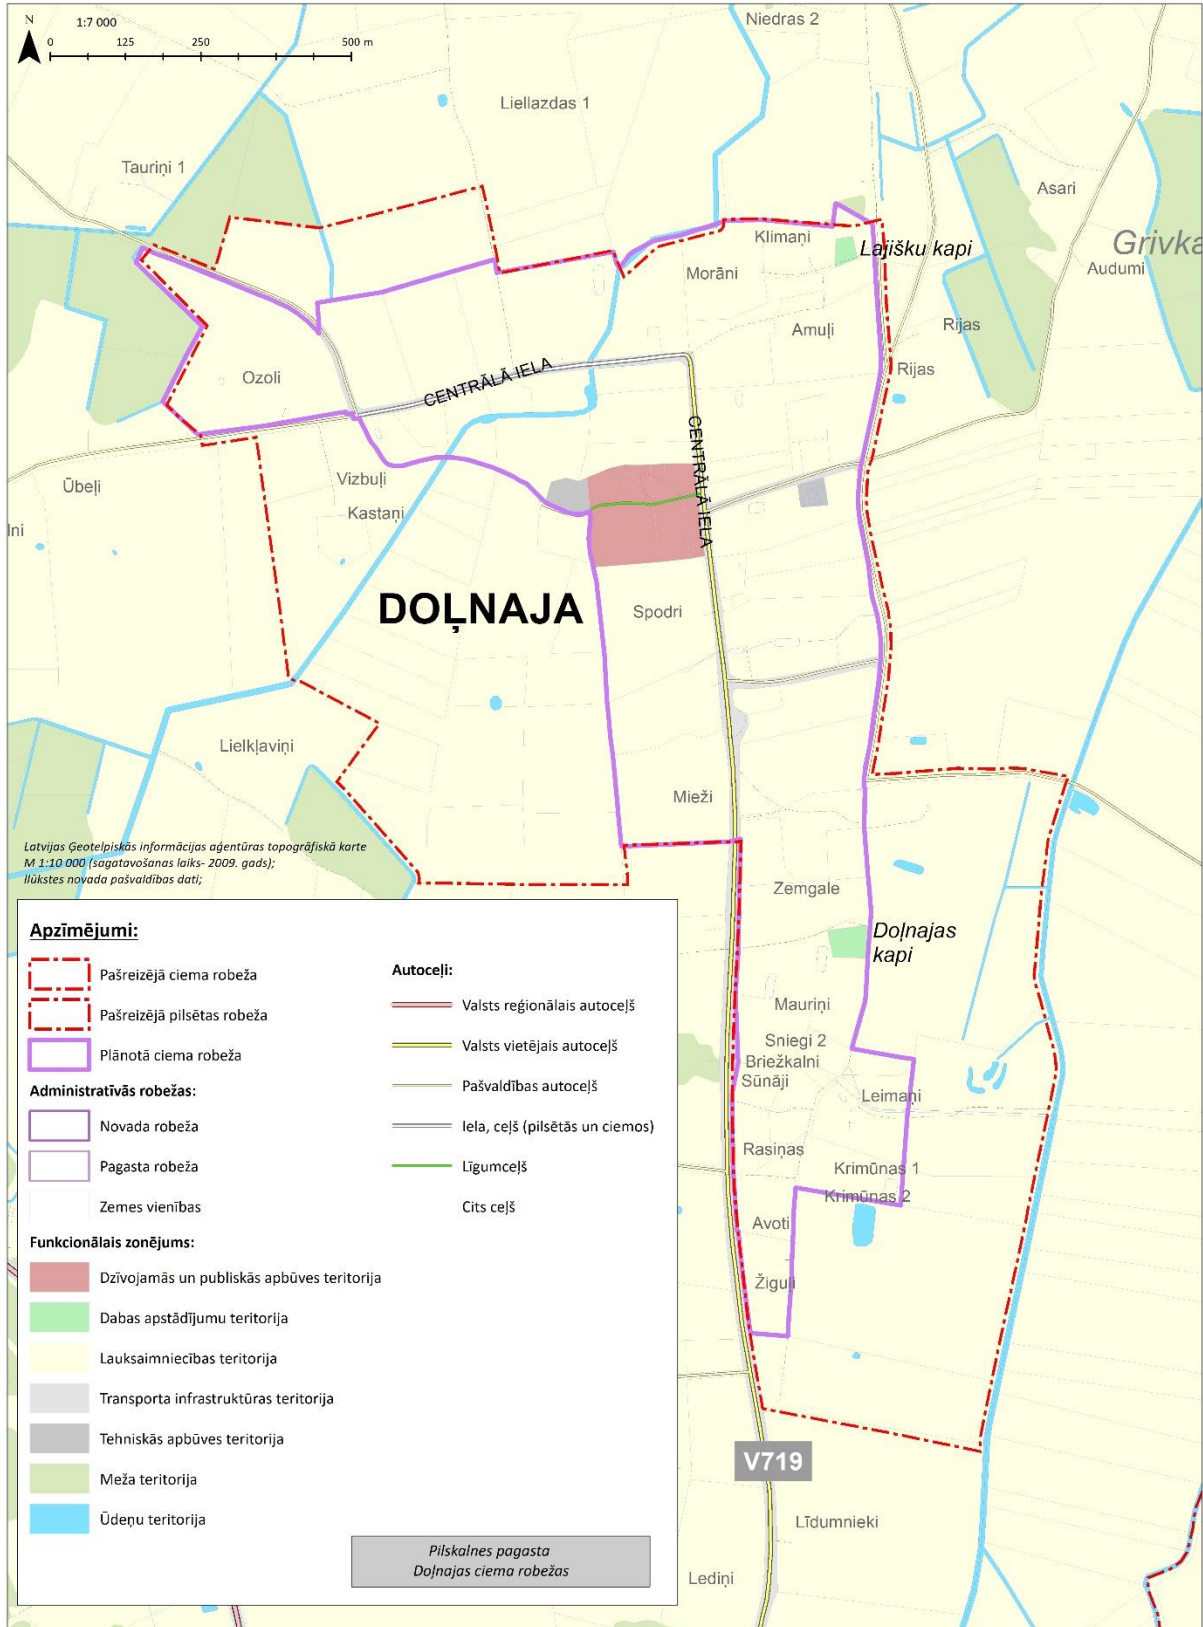 N
1:7 000
0 125 250 500 m
Niedras 2
Liellazdas 1
Tauriņi 1
Asari
Klimaņi
Grivka
Lajišku kapi
Audumi
Morāni
Amuļi
Rijas
Rijas
Ozoli
CENTRĀLĀ IELA
CENTRĀLĀ IELA
Ūbeļi
Vizbuļi
Kastaņi
lni
DOĻNAJA
Spodri
Lielkļaviņi
Mieži
Latvijas Ģeotelpiskās informācijas aģentūras topogrāfiskā karte
M 1:10 000 (sagatavošanas laiks- 2009. gads);
Ilūkstes novada pašvaldības dati;
Zemgale
Doļnajas
kapi
Mauriņi
Sniegi 2
Briežkalni
Sūnāji
Leimaņi
Rasiņas
Krimūnas 1
Krimūnas 2
Avoti
Žiguļi
V719
Līdumnieki
Lediņi
Apzīmējumi:
Pašreizējā ciema robeža
Pašreizējā pilsētas robeža
Plānotā ciema robeža
Administratīvās robežas:
Novada robeža
Pagasta robeža
Zemes vienības
Funkcionālais zonējums:
Dzīvojamās un publiskās apbūves teritorija
Dabas apstādījumu teritorija
Lauksaimniecības teritorija
Transporta infrastruktūras teritorija
Tehniskās apbūves teritorija
Meža teritorija
Ūdeņu teritorija
Autoceļi:
Valsts reģionālais autoceļš
Valsts vietējais autoceļš
Pašvaldības autoceļš
Iela, ceļš (pilsētās un ciemos)
Līgumceļš
Cits ceļš
Pilskalnes pagasta
Doļnajas ciema robežas